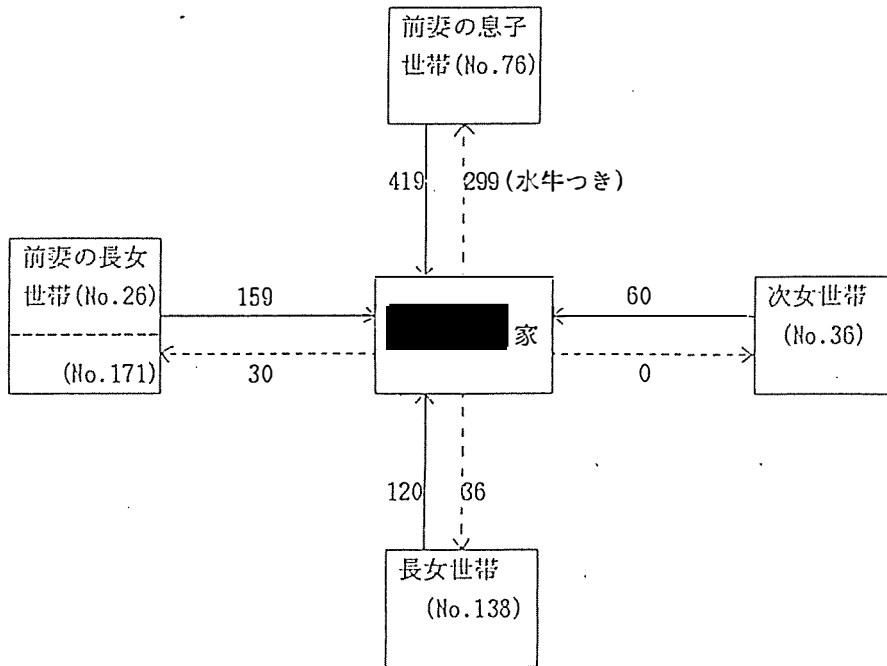 前妻の息子
世帯(No.76)
419
299(水牛つき)
前妻の長女
世帯(No.26)
(No.171)
159
30
家
60
0
次女世帯
(No.36)
120
36
長女世帯
(No.138)